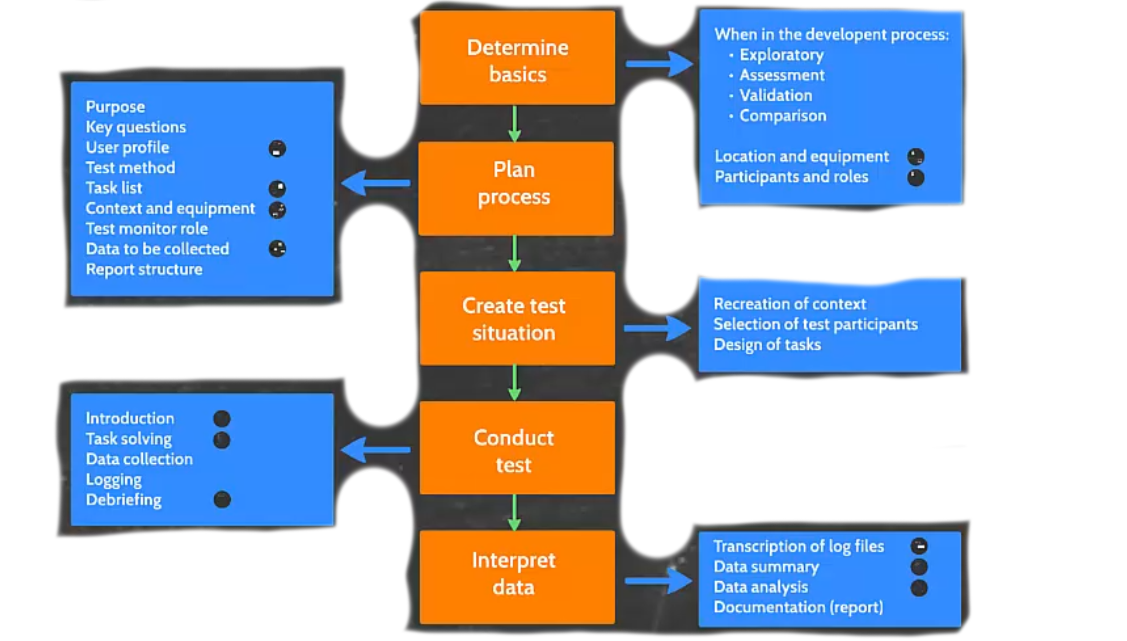 Determine
basics
When in the developent process:
• Exploratory
• Assessment
• Validation
• Comparison
Location and equipment
Participants and roles
Plan
process
Purpose
Key questions
User profile
Test method
Task list
Context and equipment
Test monitor role
Data to be collected
Report structure
Create test
situation
Recreation of context
Selection of test participants
Design of tasks
Conduct
test
Introduction
Task solving
Data collection
Logging
Debriefing
Interpret
data
Transcription of log files
Data summary
Data analysis
Documentation (report)